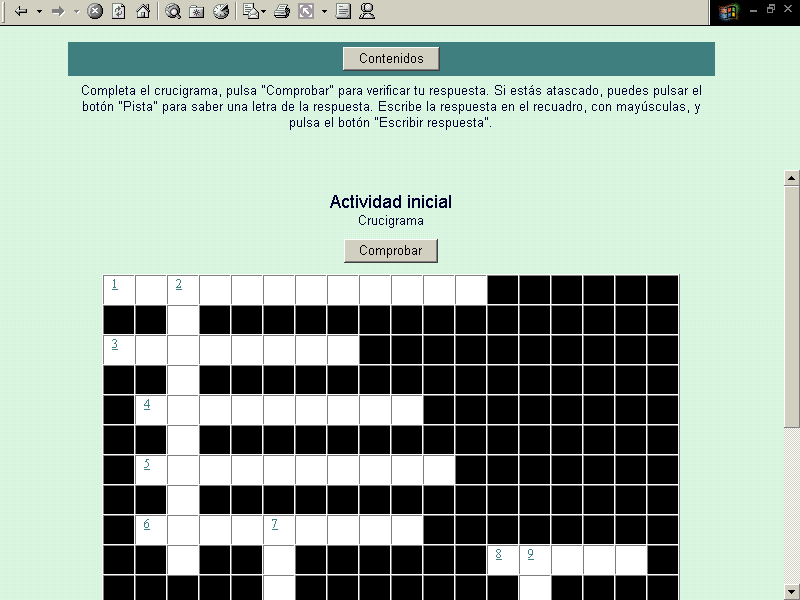 Contenidos
Completa el crucigrama, pulsa "Comprobar" para verificar tu respuesta. Si estás atascado, puedes pulsar el
botón "Pista" para saber una letra de la respuesta. Escribe la respuesta en el recuadro, con mayúsculas, y
pulsa el botón "Escribir respuesta".
Actividad inicial
Crucigrama
Comprobar
1 2
3
4
5
6 7
8 9